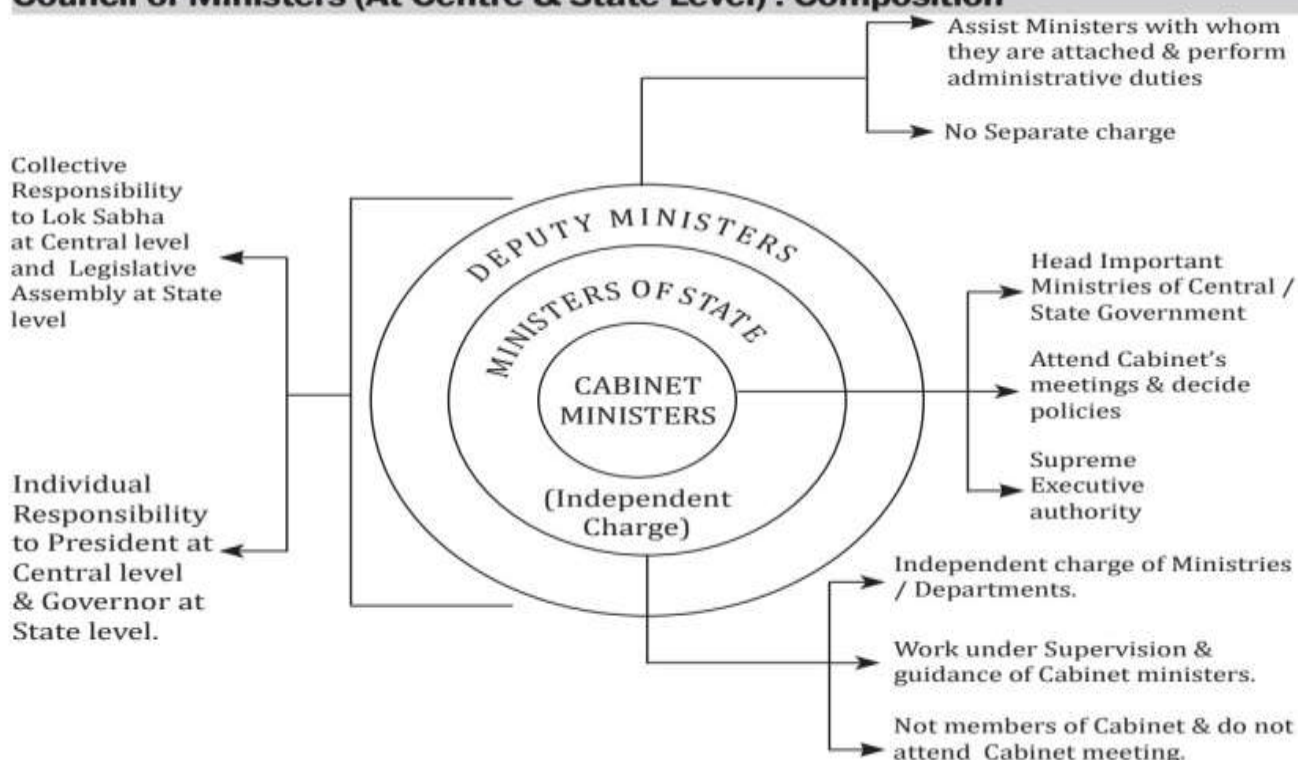 Council of Ministers (At Centre & State Level) : Composition
Assist Ministers with whom
they are attached & perform
administrative duties
No Separate charge
Collective
Responsibility
to Lok Sabha
at Central level
and Legislative
Assembly at State
level
Individual
Responsibility
to President at
Central level
& Governor at
State level.
DEPUTY MINISTERS
MINISTERS OF STATE
CABINET
MINISTERS
(Independent
Charge)
Head Important
Ministries of Central /
State Government
Attend Cabinet's
meetings & decide
policies
Supreme
Executive
authority
Independent charge of Ministries
/ Departments.
Work under Supervision &
guidance of Cabinet ministers.
Not members of Cabinet & do not
attend Cabinet meeting.